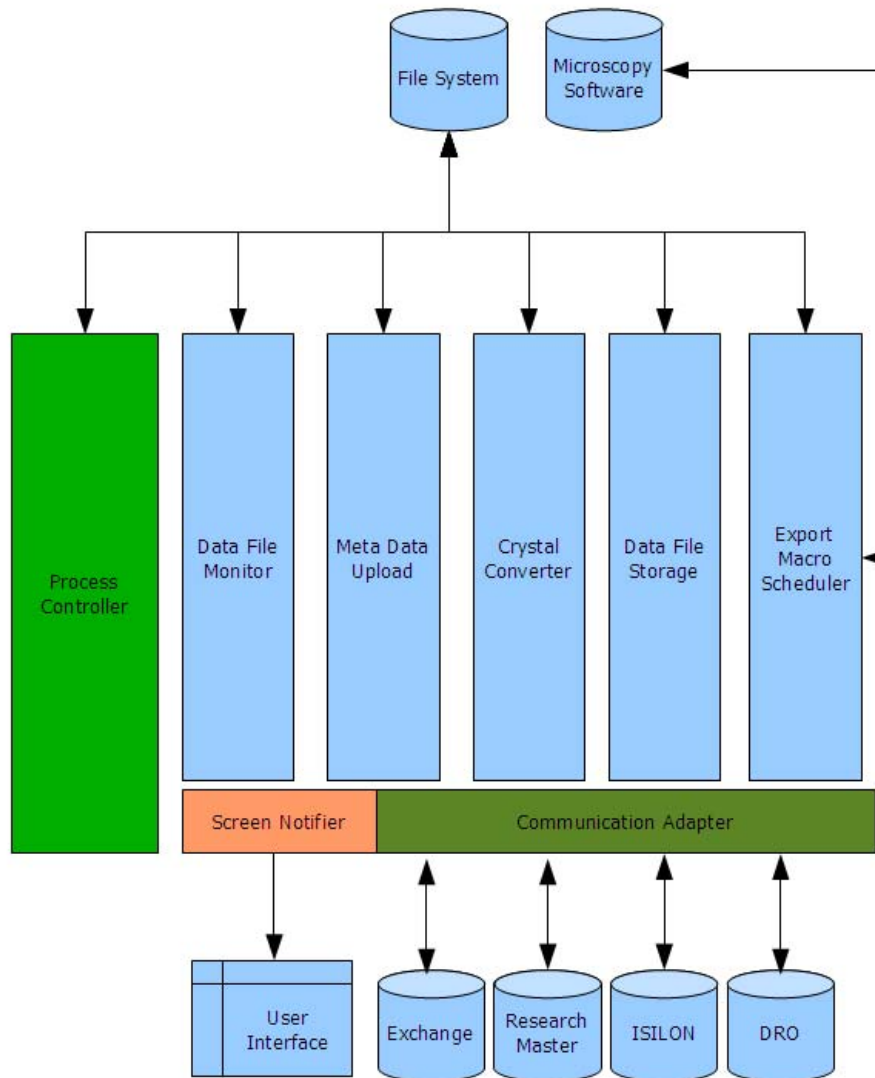 File System
Microscopy
Software
Process
Controller
Data File
Monitor
Meta Data
Upload
Crystal
Converter
Data File
Storage
Export
Macro
Scheduler
Screen Notifier
Communication Adapter
User
Interface
Exchange
Research
Master
ISILON
DRO